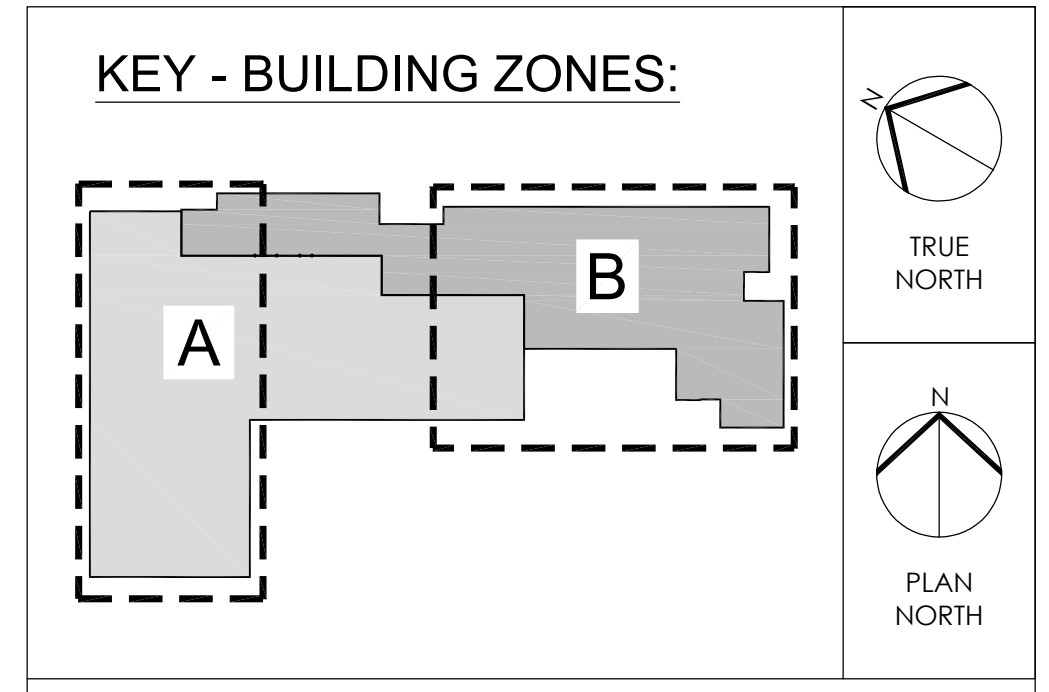 KEY - BUILDING ZONES:
A
B
N
TRUE
NORTH
N
PLAN
NORTH